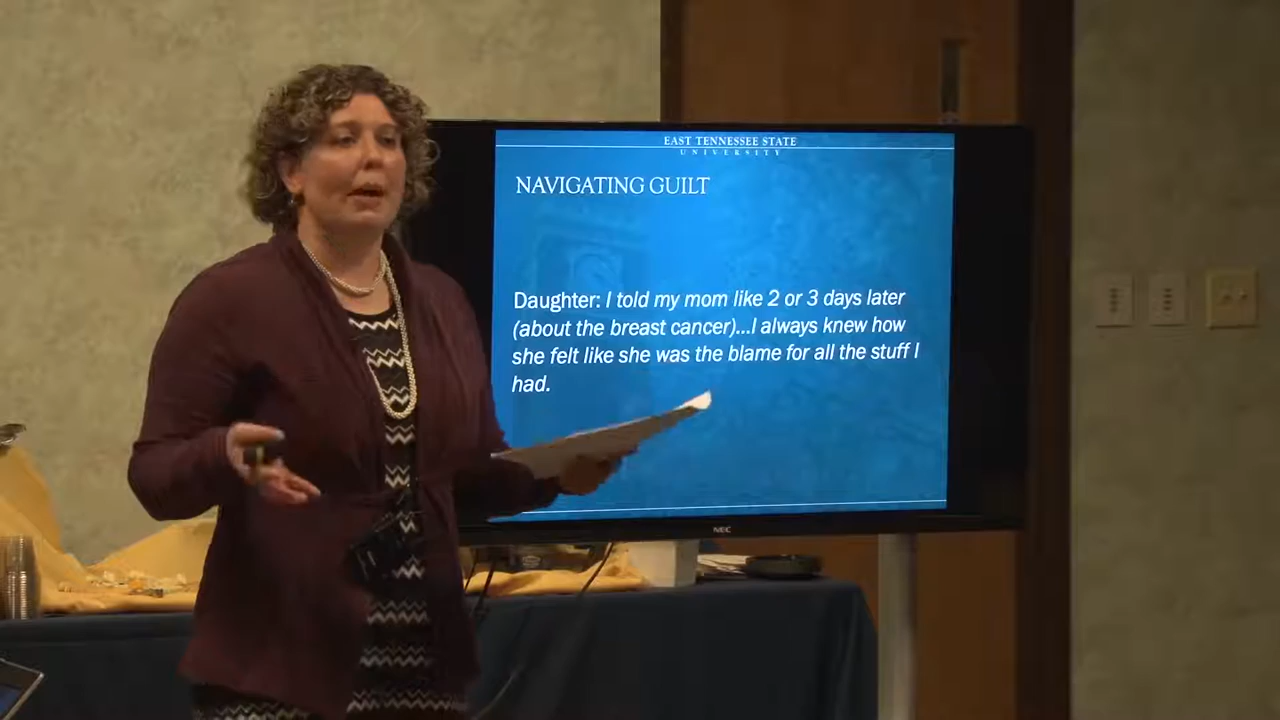 EAST TENNESSEE STATE
UNIVERSITY
NAVIGATING GUILT
Daughter: I told my mom like 2 or 3 days later
(about the breast cancer)...I always knew how
she felt like she was the blame for all the stuff I
had.
NEC